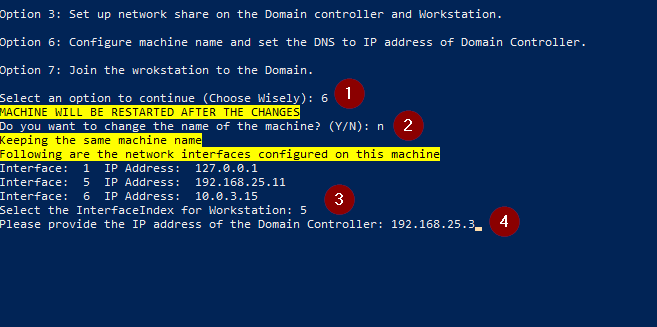 Option 3: Set up network share on the Domain controller and Workstation.
Option 6: Configure machine name and set the DNS to IP address of Domain Controller.
Option 7: Join the wrokstation to the Domain.
Select an option to continue (Choose Wisely): 6 1
MACHINE WILL BE RESTARTED AFTER THE CHANGES
Do you want to change the name of the machine? (Y/N): n 2
Keeping the same machine name
Following are the network interfaces configured on this machine
Interface:  1  IP Address:  127.0.0.1
Interface:  5  IP Address:  192.168.25.11
Interface:  6  IP Address:  10.0.3.15
Select the InterfaceIndex for Workstation: 5 3
Please provide the IP address of the Domain Controller: 192.168.25.3_ 4